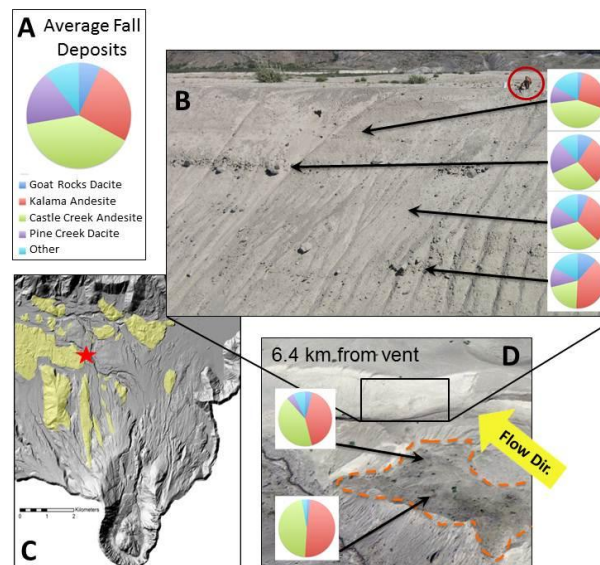 A
Average Fall
Deposits
Goat Rocks Dacite
Kalama Andesite
Castle Creek Andesite
Pine Creek Dacite
Other
B
C
0
1
2
Kilometers
6.4 km from vent
D
Flow Dir.